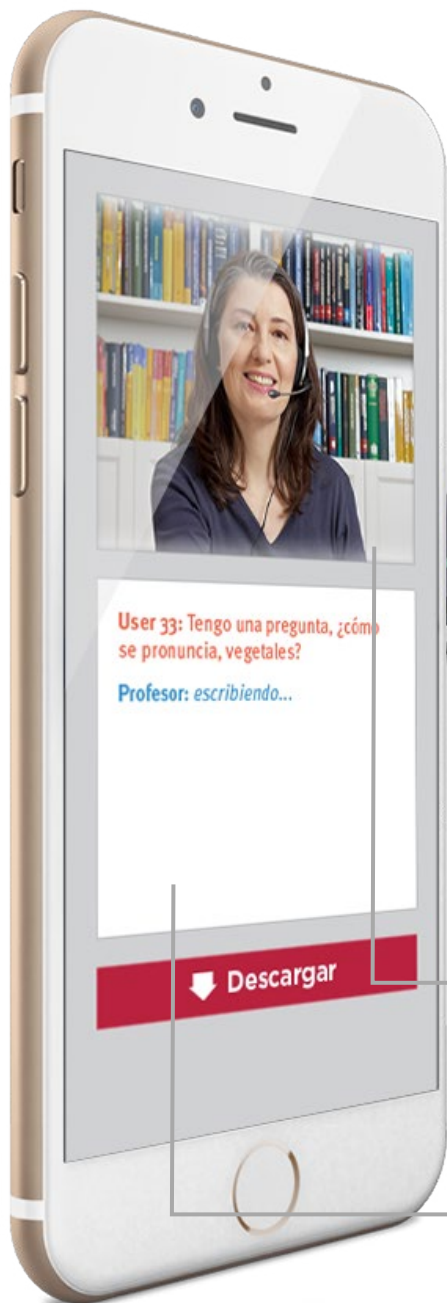 User 33: Tengo una pregunta, ¿cómo
se pronuncia, vegetales?
Profesor: escribiendo...
Descargar